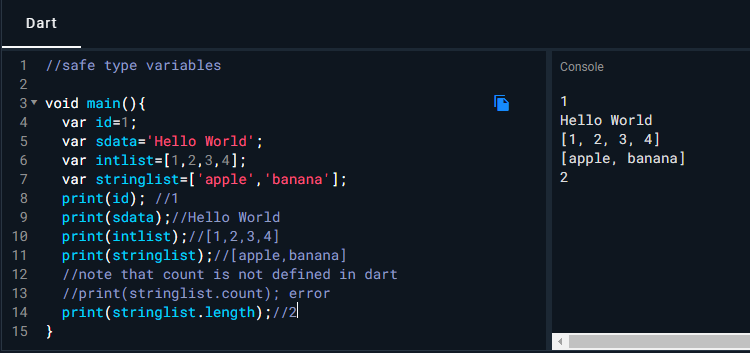 Dart
1 //safe type variables
2
3 void main(){
4   var id=1;
5   var sdata='Hello World';
6   var intlist=[1,2,3,4];
7   var stringlist=['apple','banana'];
8   print(id); //1
9   print(sdata);//Hello World
10   print(intlist);//[1,2,3,4]
11   print(stringlist);//[apple,banana]
12   //note that count is not defined in dart
13   //print(stringlist.count); error
14   print(stringlist.length);//2
15 }
Console
1
Hello World
[1, 2, 3, 4]
[apple, banana]
2